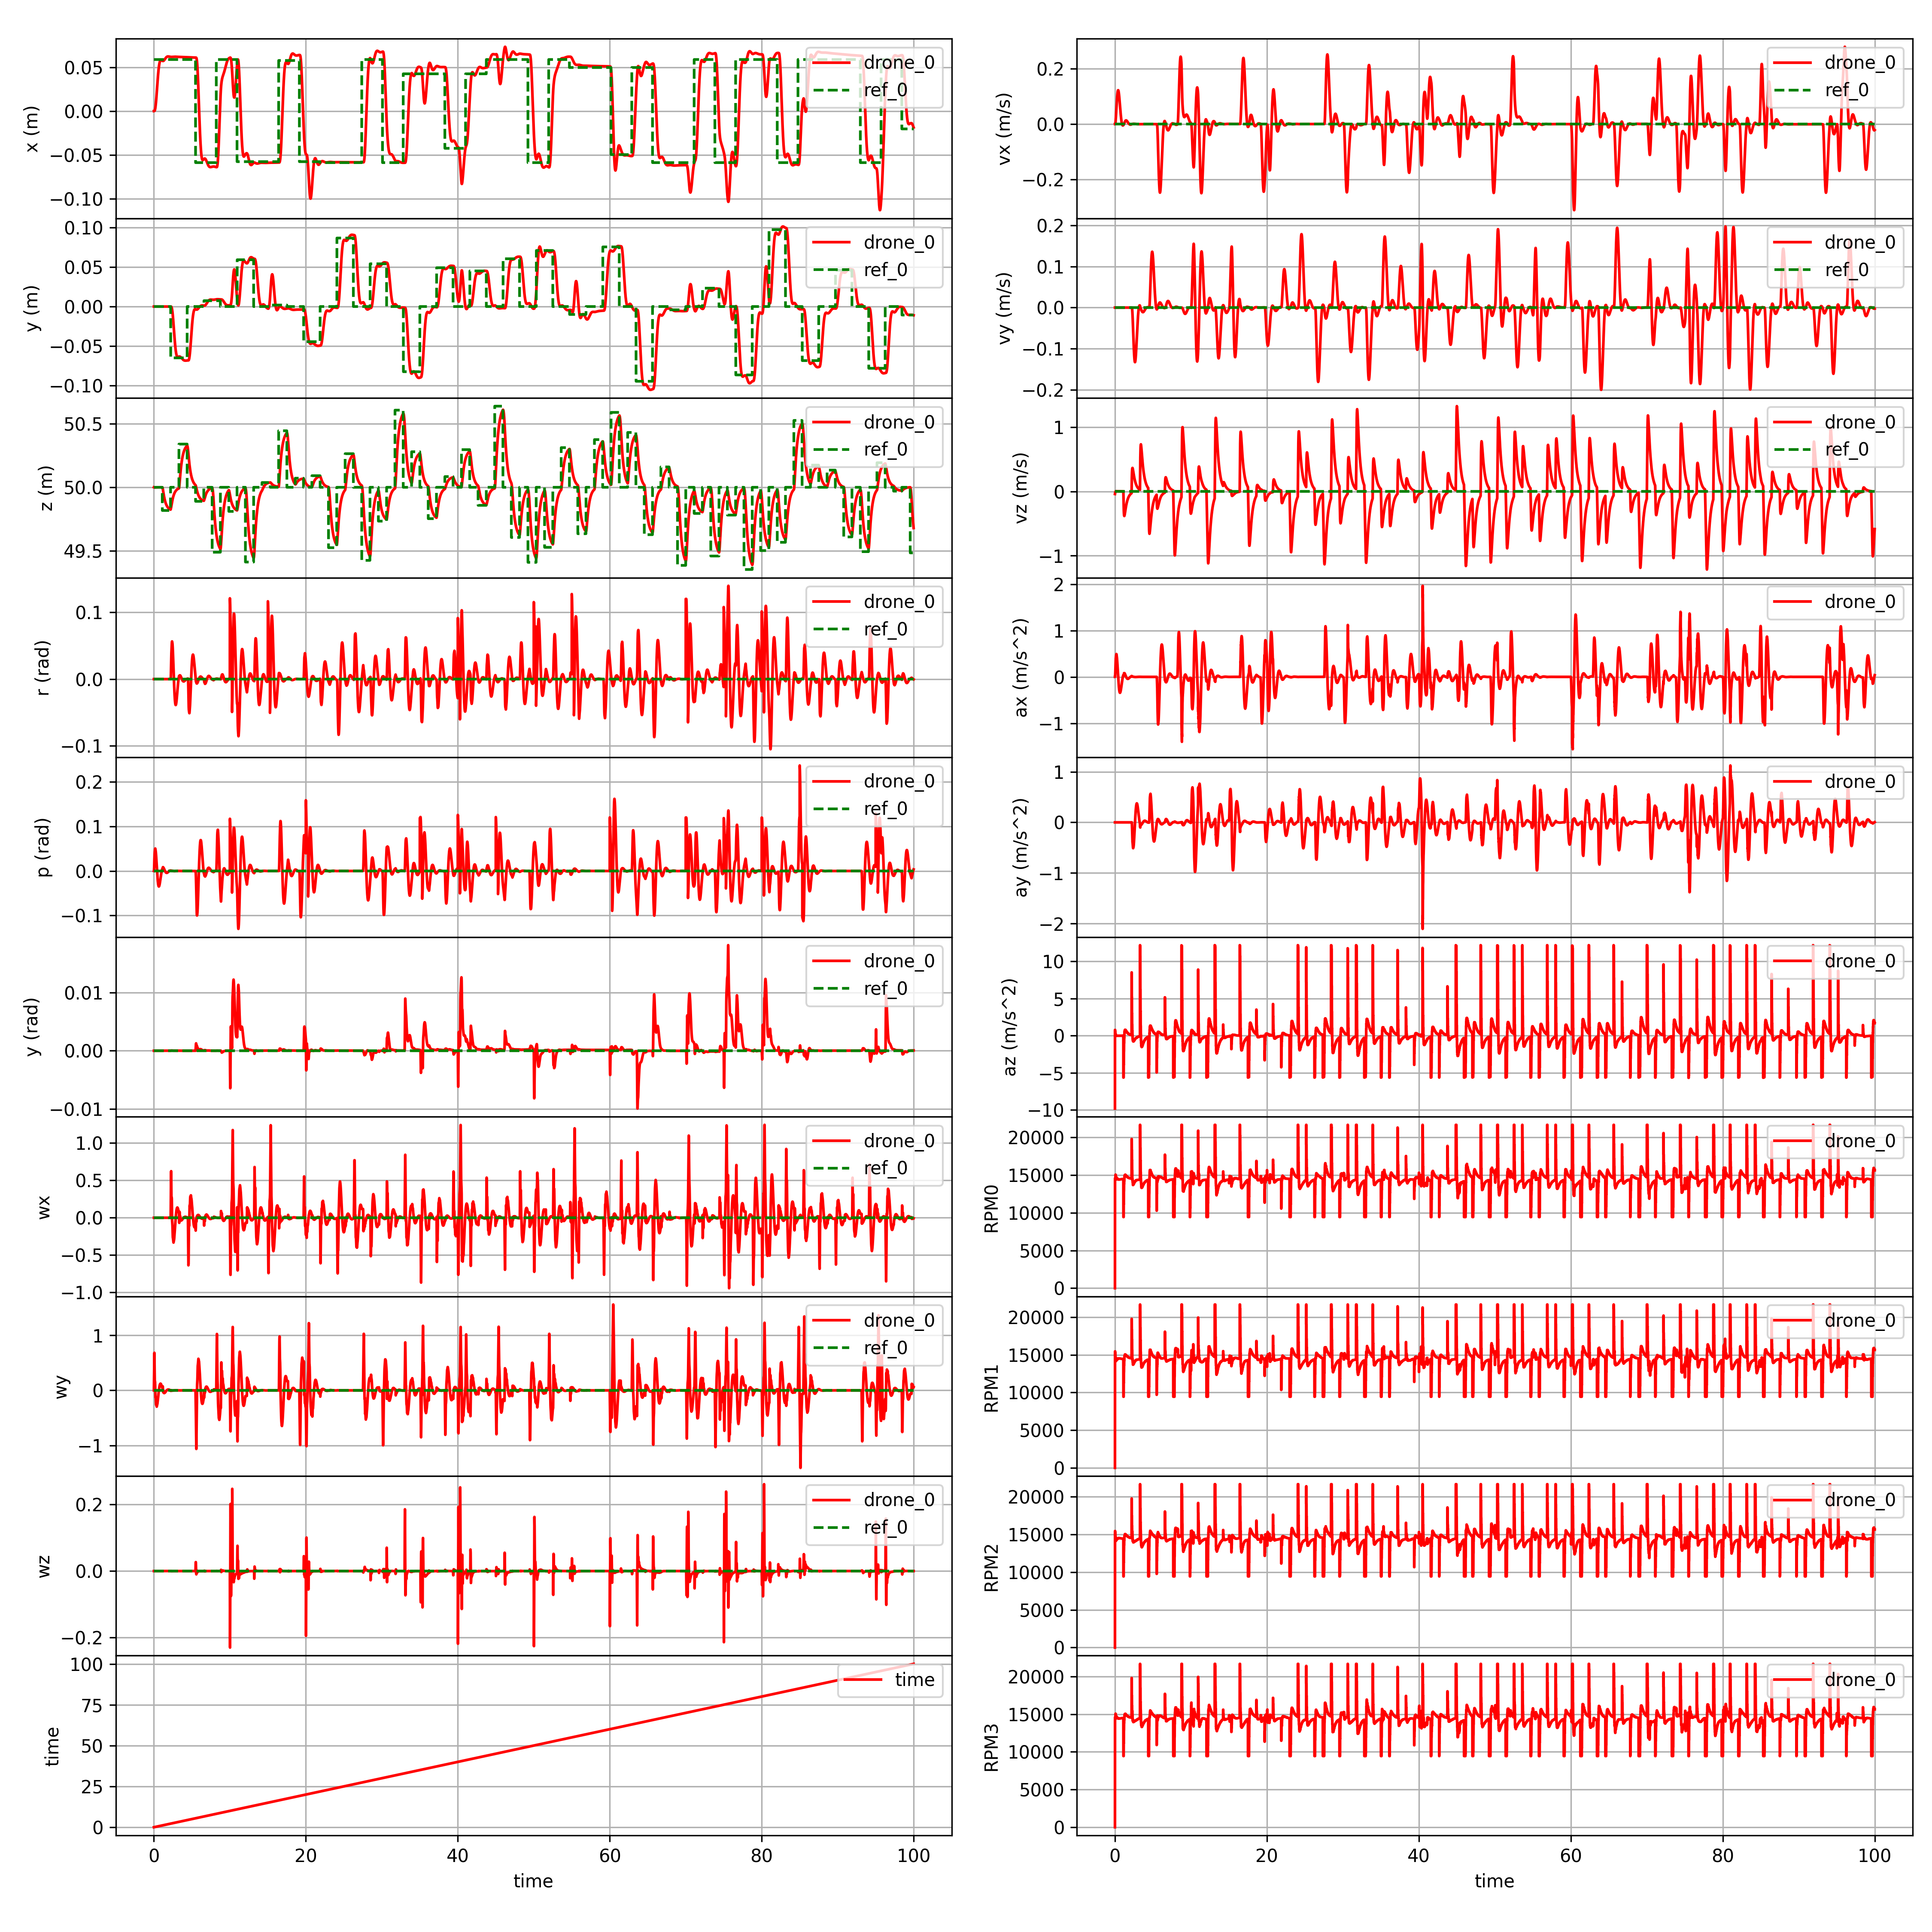 x (m)
0.05
0.00
−0.05
−0.10
drone_0
ref_0
y (m)
0.10
0.05
0.00
−0.05
−0.10
drone_0
ref_0
z (m)
50.5
50.0
49.5
drone_0
ref_0
r (rad)
0.1
0.0
−0.1
drone_0
ref_0
p (rad)
0.2
0.1
0.0
−0.1
drone_0
ref_0
y (rad)
0.01
0.00
−0.01
drone_0
ref_0
wx
1.0
0.5
0.0
−0.5
−1.0
drone_0
ref_0
wy
1
0
−1
drone_0
ref_0
wz
0.2
0.0
−0.2
drone_0
ref_0
time
100
75
50
25
0
time
0 20 40 60 80 100
time
vx (m/s)
0.2
0.0
−0.2
drone_0
ref_0
vy (m/s)
0.2
0.1
0.0
−0.1
−0.2
drone_0
ref_0
vz (m/s)
1
0
−1
drone_0
ref_0
ax (m/s^2)
2
1
0
−1
drone_0
ay (m/s^2)
1
0
−1
−2
drone_0
az (m/s^2)
10
5
0
−5
−10
drone_0
RPM0
20000
15000
10000
5000
0
drone_0
RPM1
20000
15000
10000
5000
0
drone_0
RPM2
20000
15000
10000
5000
0
drone_0
RPM3
20000
15000
10000
5000
0
drone_0
0 20 40 60 80 100
time